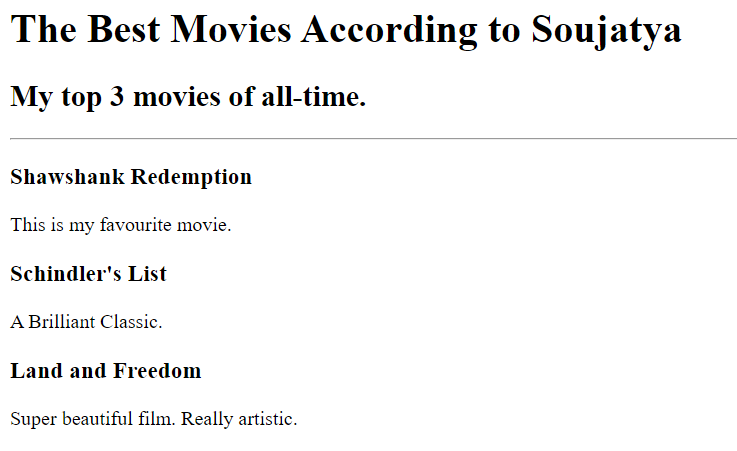 The Best Movies According to Soujatya
My top 3 movies of all-time.
Shawshank Redemption
This is my favourite movie.
Schindler's List
A Brilliant Classic.
Land and Freedom
Super beautiful film. Really artistic.